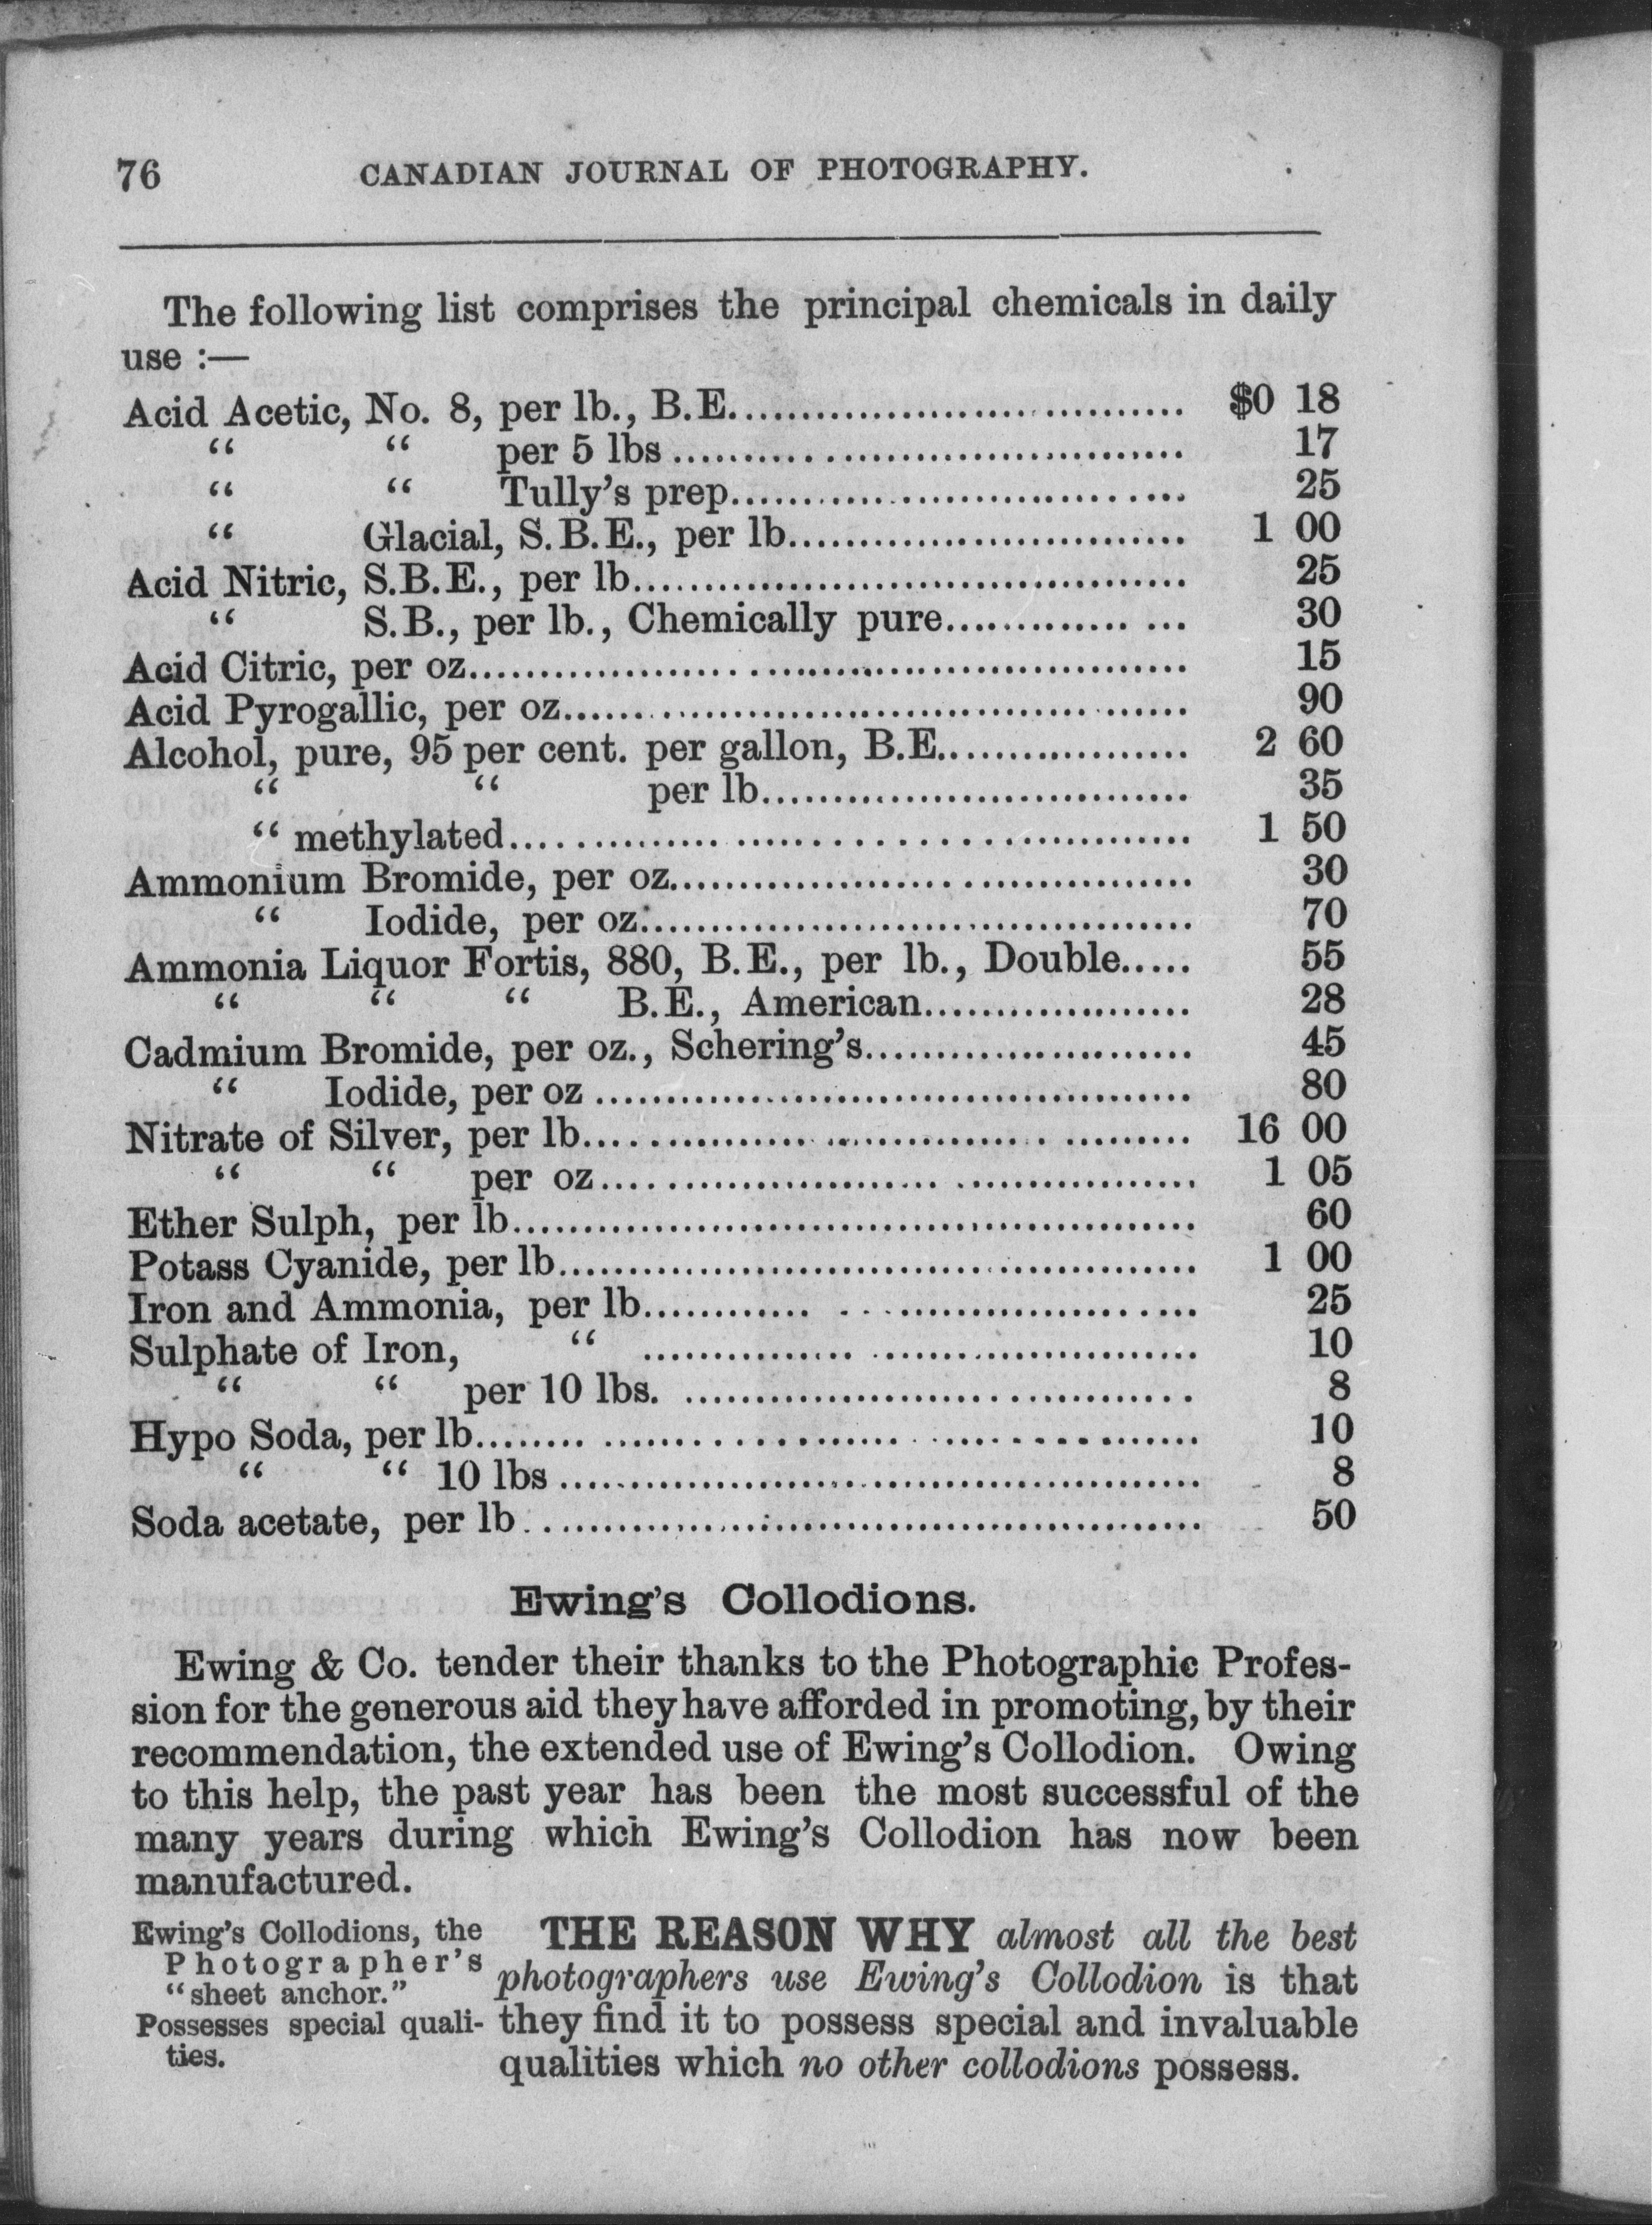 76 CANADIAN JOURNAL OF PHOTOGRAPHY.
The following list comprises the principal chemicals in daily
use :—
Acid Acetic, No. 8, per lb., B.E. $0 18
“ “ per 5 lbs 17
“ “ Tully’s prep. 25
“ Glacial, S.B.E., per lb. 1 00
Acid Nitric, S.B.E., per lb. 25
“ S.B., per lb., Chemically pure. 30
Acid Citric, per oz. 15
Acid Pyrogallic, per oz. 90
Alcohol, pure, 95 per cent. per gallon, B.E. 2 60
“ “ per lb. 35
“ methylated. 1 50
Ammonium Bromide, per oz. 30
“ Iodide, per oz. 70
Ammonia Liquor Fortis, 880, B.E., per lb., Double. 55
“ “ “ B.E., American. 28
Cadmium Bromide, per oz., Schering’s. 45
“ Iodide, per oz 80
Nitrate of Silver, per lb. 16 00
“ “ per oz. 1 05
Ether Sulph, per lb. 60
Potass Cyanide, per lb. 1 00
Iron and Ammonia, per lb. 25
Sulphate of Iron, “ 10
“ “ per 10 lbs. 8
Hypo Soda, per lb. 10
“ “ 10 lbs 8
Soda acetate, per lb. 50
Ewing’s Collodions.
Ewing & Co. tender their thanks to the Photographic Profes-
sion for the generous aid they have afforded in promoting, by their
recommendation, the extended use of Ewing’s Collodion. Owing
to this help, the past year has been the most successful of the
many years during which Ewing’s Collodion has now been
manufactured.
Ewing’s Collodions, the
Photographer’s
“sheet anchor.”
Possesses special quali-
ties.
THE REASON WHY almost all the best
photographers use Ewing’s Collodion is that
they find it to possess special and invaluable
qualities which no other collodions possess.